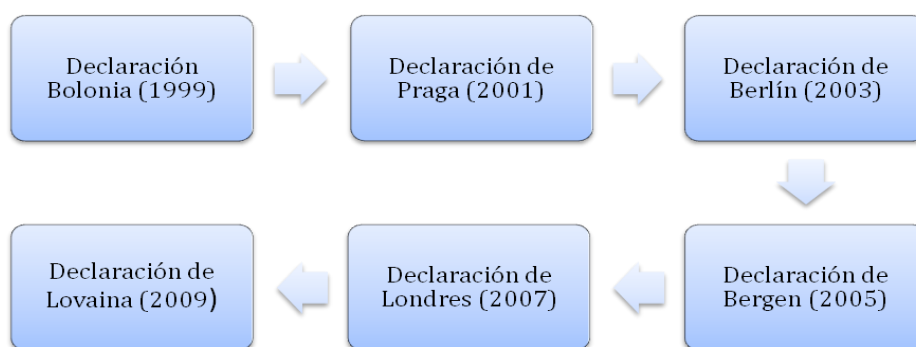 Declaración
Bolonia (1999)
Declaración de
Praga (2001)
Declaración de
Berlín (2003)
Declaración de
Bergen (2005)
Declaración de
Londres (2007)
Declaración de
Lovaina (2009)